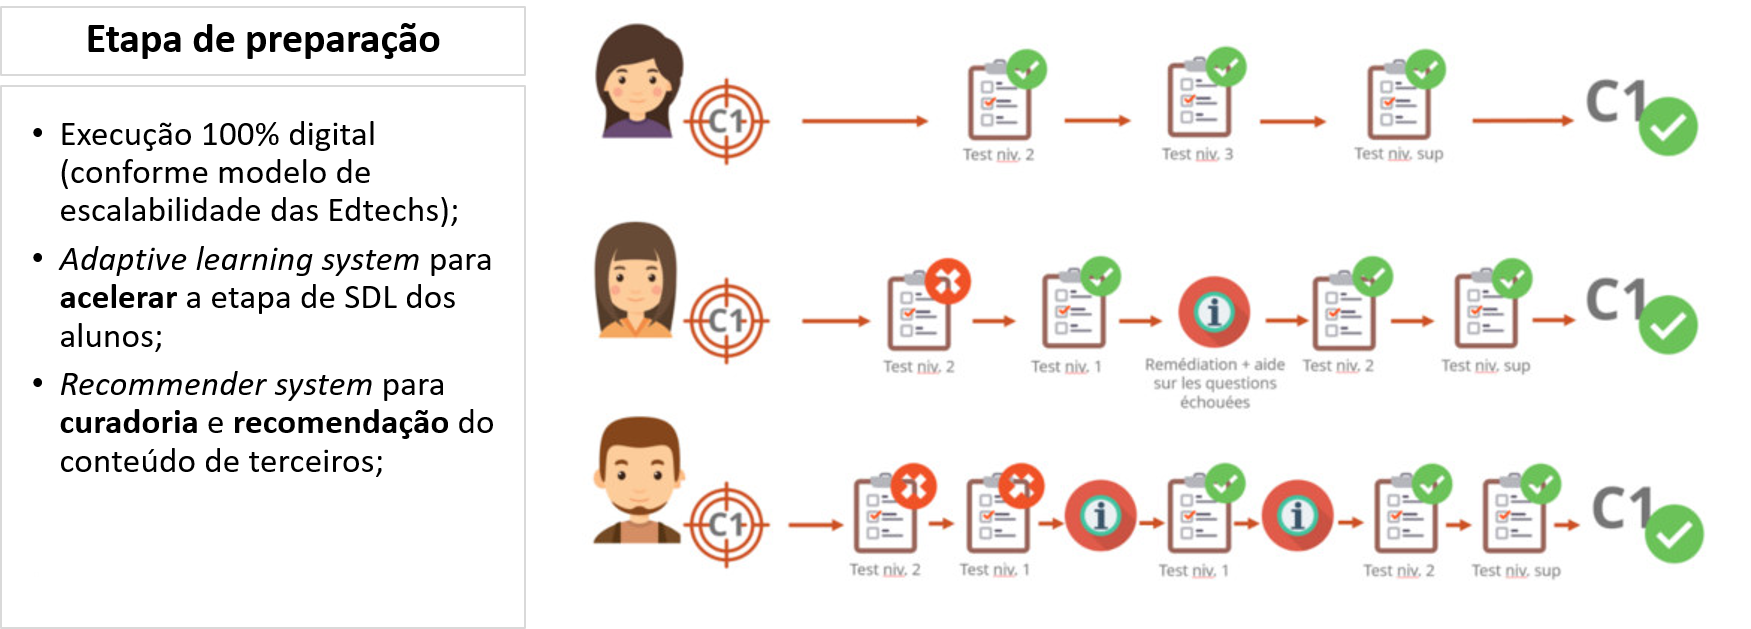 Etapa de preparação
• Execução 100% digital
(conforme modelo de
escalabilidade das Edtechs);
• Adaptive learning system para
acelerar a etapa de SDL dos
alunos;
• Recommender system para
curadoria e recomendação do
conteúdo de terceiros;
C1
Test niv. 2
Test niv. 3
Test niv. sup
C1
C1
Test niv. 2
Test niv. 1
i
Remédiation + aide
sur les questions
échouées
Test niv. 2
Test niv. sup
C1
C1
Test niv. 2
Test niv. 1
i
Test niv. 1
i
Test niv. 2
Test niv. sup
C1